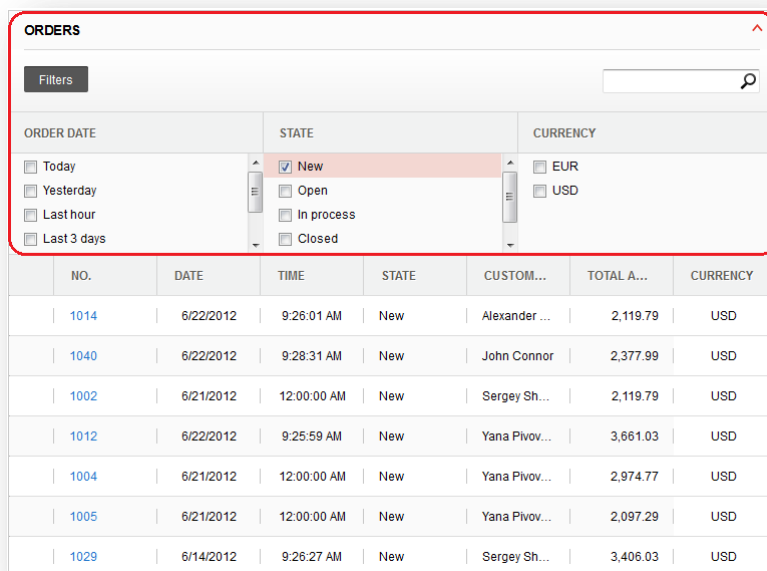 ORDERS
Filters
ORDER DATE STATE CURRENCY
Today New EUR
Yesterday Open USD
Last hour In process
Last 3 days Closed
NO. DATE TIME STATE CUSTOM... TOTAL A... CURRENCY
1014 6/22/2012 9:26:01 AM New Alexander ... 2,119.79 USD
1040 6/22/2012 9:28:31 AM New John Connor 2,377.99 USD
1002 6/21/2012 12:00:00 AM New Sergey Sh... 2,119.79 USD
1012 6/22/2012 9:25:59 AM New Yana Pivov... 3,661.03 USD
1004 6/21/2012 12:00:00 AM New Yana Pivov... 2,974.77 USD
1005 6/21/2012 12:00:00 AM New Yana Pivov... 2,097.29 USD
1029 6/14/2012 9:26:27 AM New Sergey Sh... 3,406.03 USD